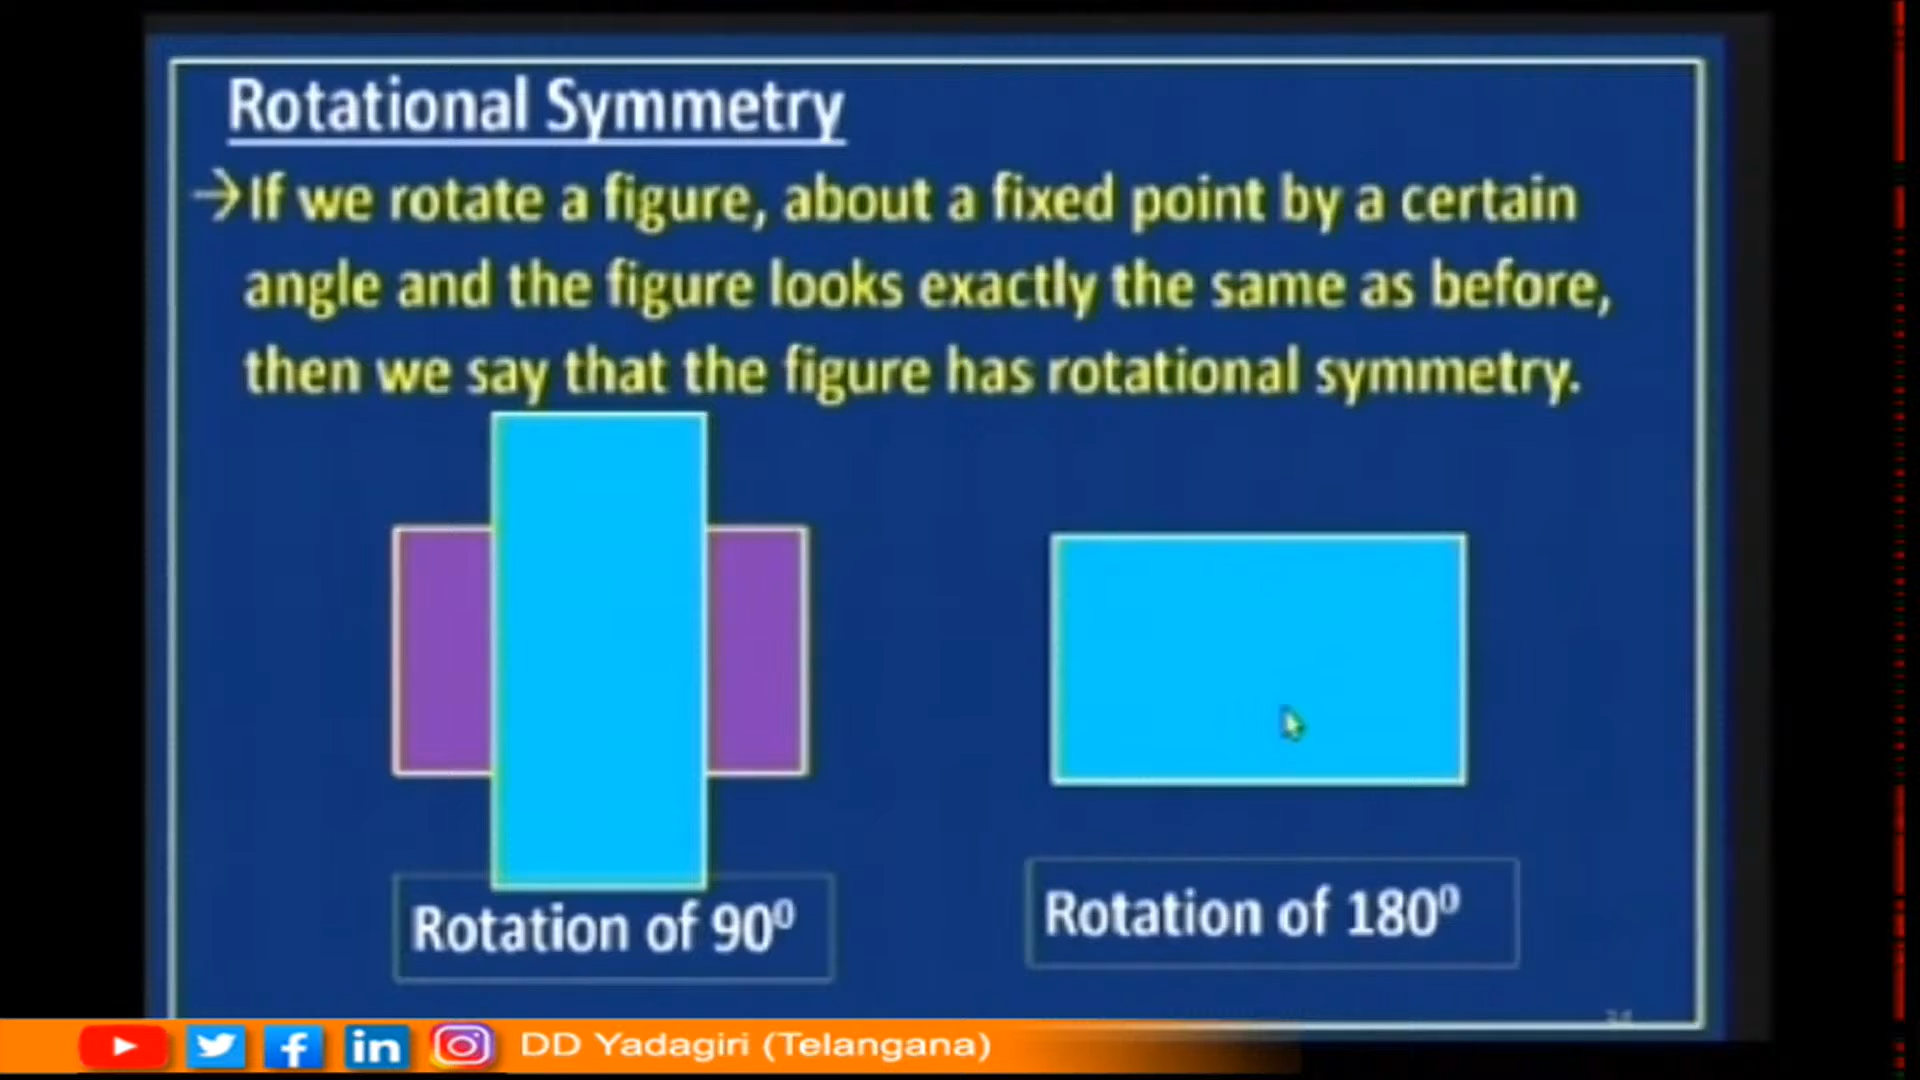 Rotational Symmetry
→If we rotate a figure, about a fixed point by a certain
angle and the figure looks exactly the same as before,
then we say that the figure has rotational symmetry.
Rotation of 90⁰
Rotation of 180⁰
DD Yadagiri (Telangana)